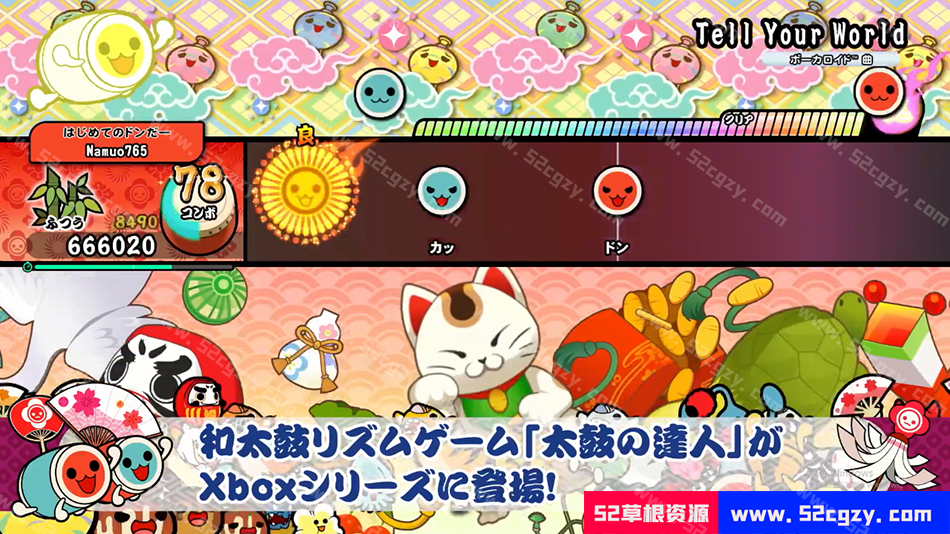 Tell Your World
ボーカロイド™曲
クリア
はじめてのドンだー
Namuo765
良
78
コンボ
ふつう
8490
666020
カッ
ドン
和太鼓リズムゲーム「太鼓の達人」が
Xboxシリーズに登場!
52草根资源
www.52cgzy.com
www.52cgzy.com